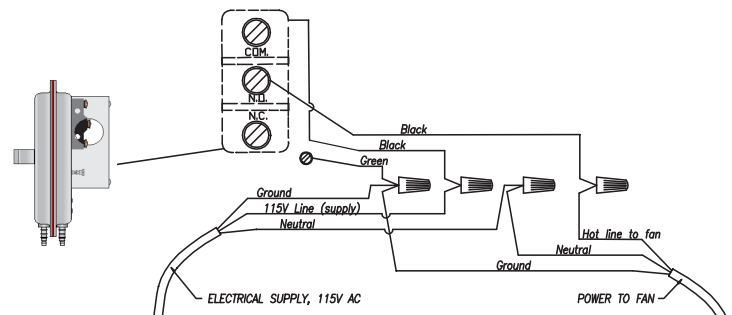 COM.
N.O.
N.C.
Black
Black
Green
Ground
115V Line (supply)
Neutral
Hot line to fan
Neutral
Ground
ELECTRICAL SUPPLY, 115V AC
POWER TO FAN